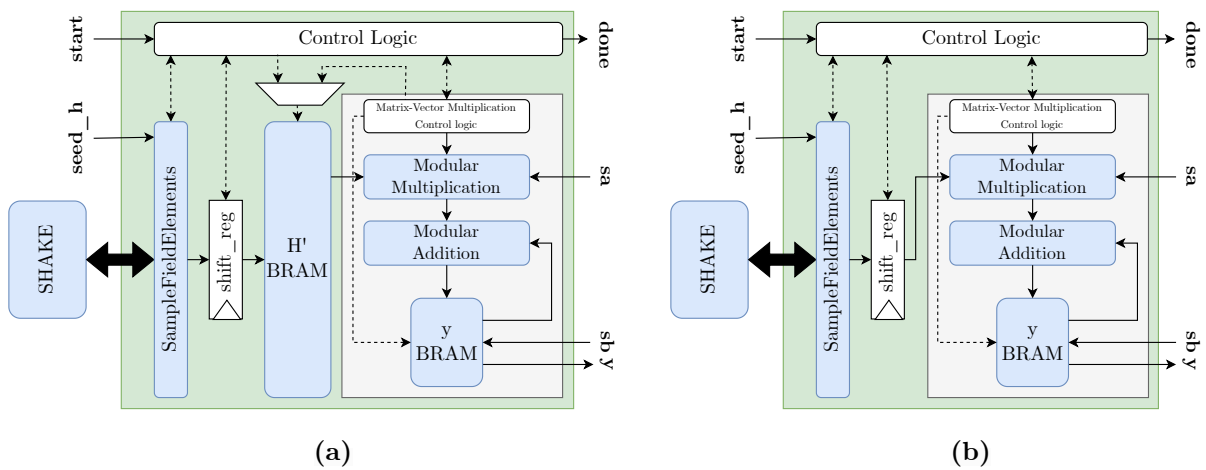 start
Control Logic
done
seed_h
Matrix-Vector Multiplication
Control logic
SHAKE
SampleFieldElements
shift_reg
H'
BRAM
Modular
Multiplication
sa
Modular
Addition
y
BRAM
sb
y
(a)
start
Control Logic
done
seed_h
Matrix-Vector Multiplication
Control logic
SHAKE
SampleFieldElements
shift_reg
Modular
Multiplication
sa
Modular
Addition
y
BRAM
sb
y
(b)